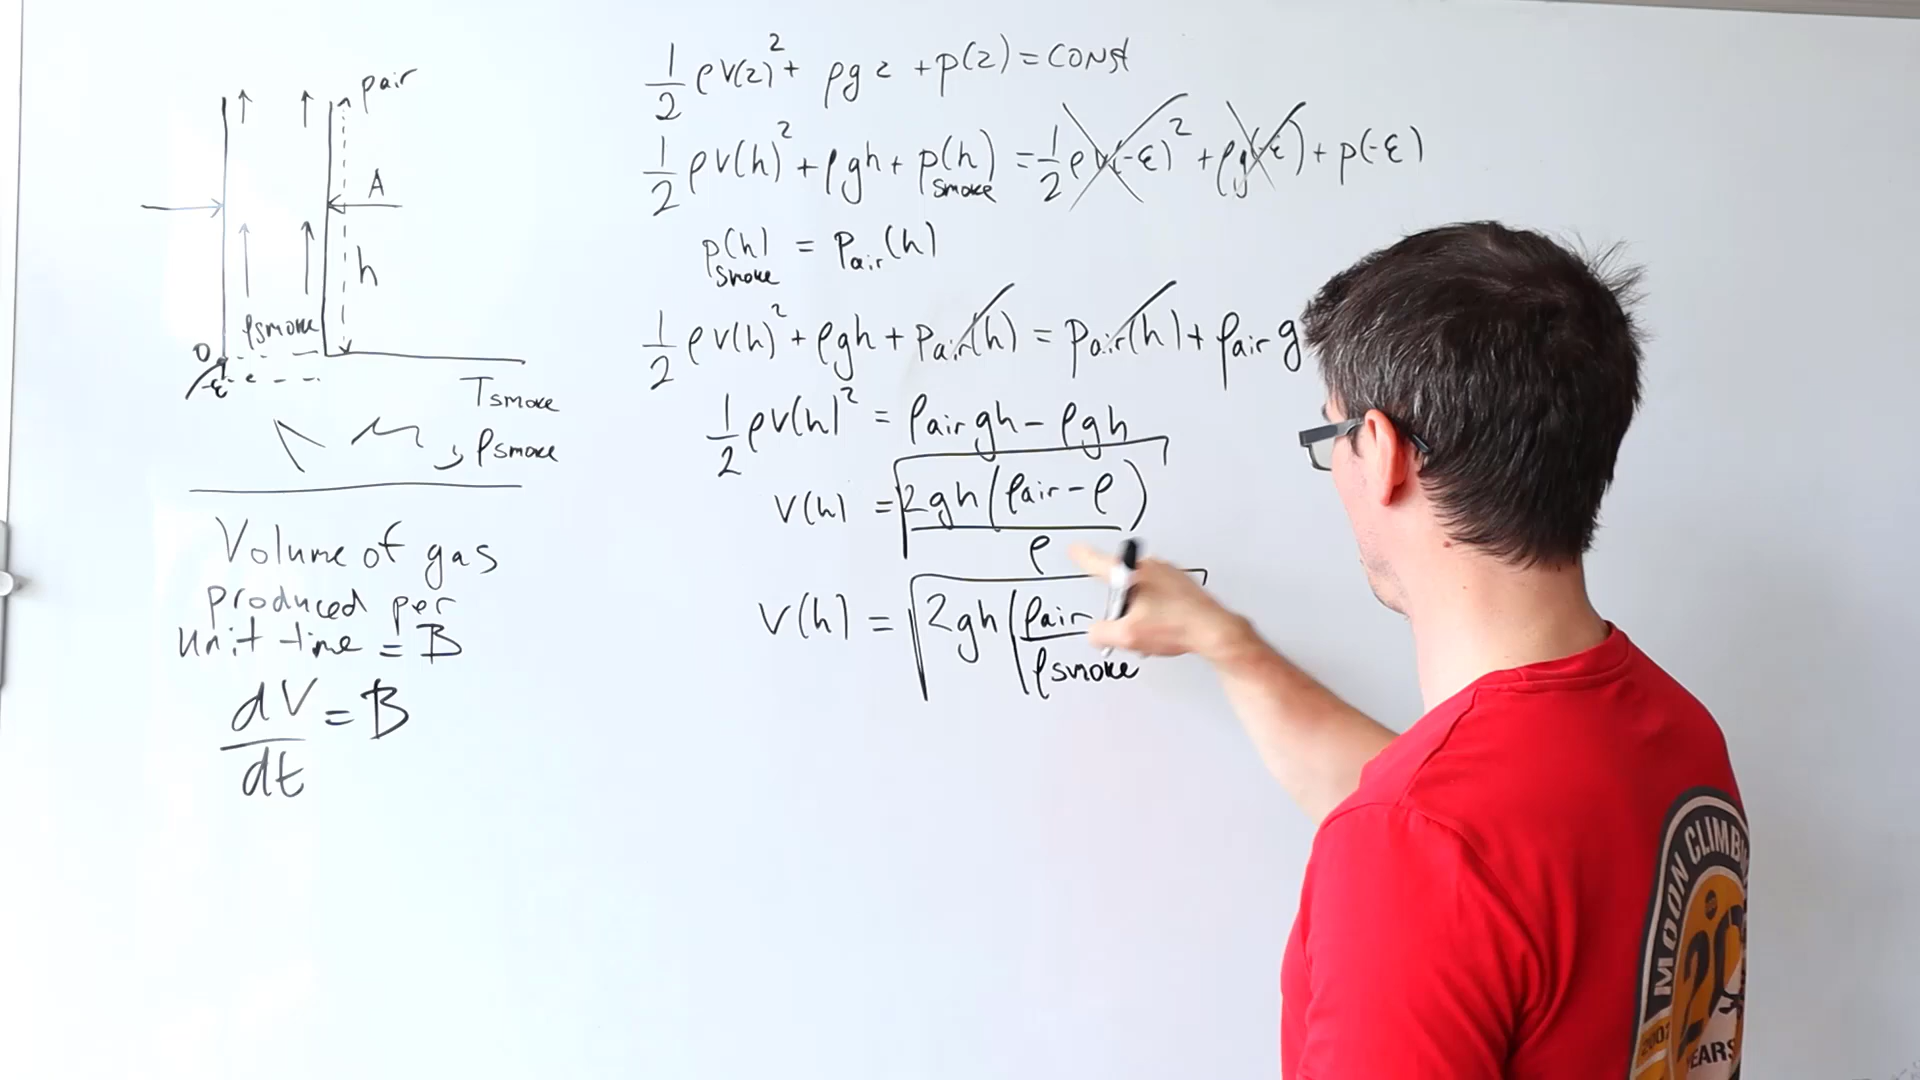 pair
A
h
ρsmoke
0
-ε
Tsmoke
ρsmoke
Volume of gas
produced per
unit time = B
dV/dt = B
1/2 ρv(z)² + ρgz + p(z) = const
1/2 ρv(h)² + ρgh + p(h) smoke = 1/2 ρv(-ε)² + ρg(-ε) + p(-ε)
p(h) smoke = Pair(h)
1/2 ρv(h)² + ρgh + Pair(h) = Pair(h) + ρair g
1/2 ρv(h)² = ρair gh - ρgh
v(h) = √(2gh(ρair - ρ)/ρ)
v(h) = √2gh(ρair/ρsmoke
MOON CLIMB
20
YEARS